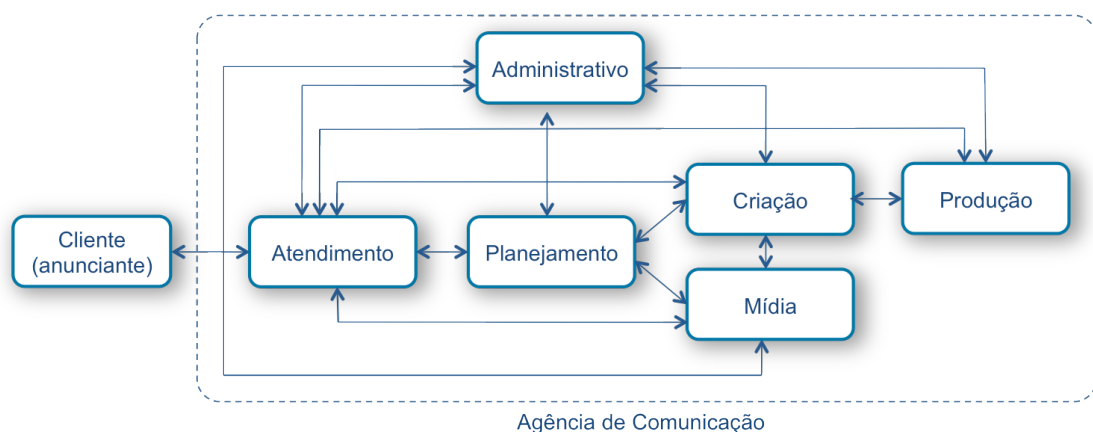 Administrativo
Criação
Produção
Cliente
(anunciante)
Atendimento
Planejamento
Mídia
Agência de Comunicação